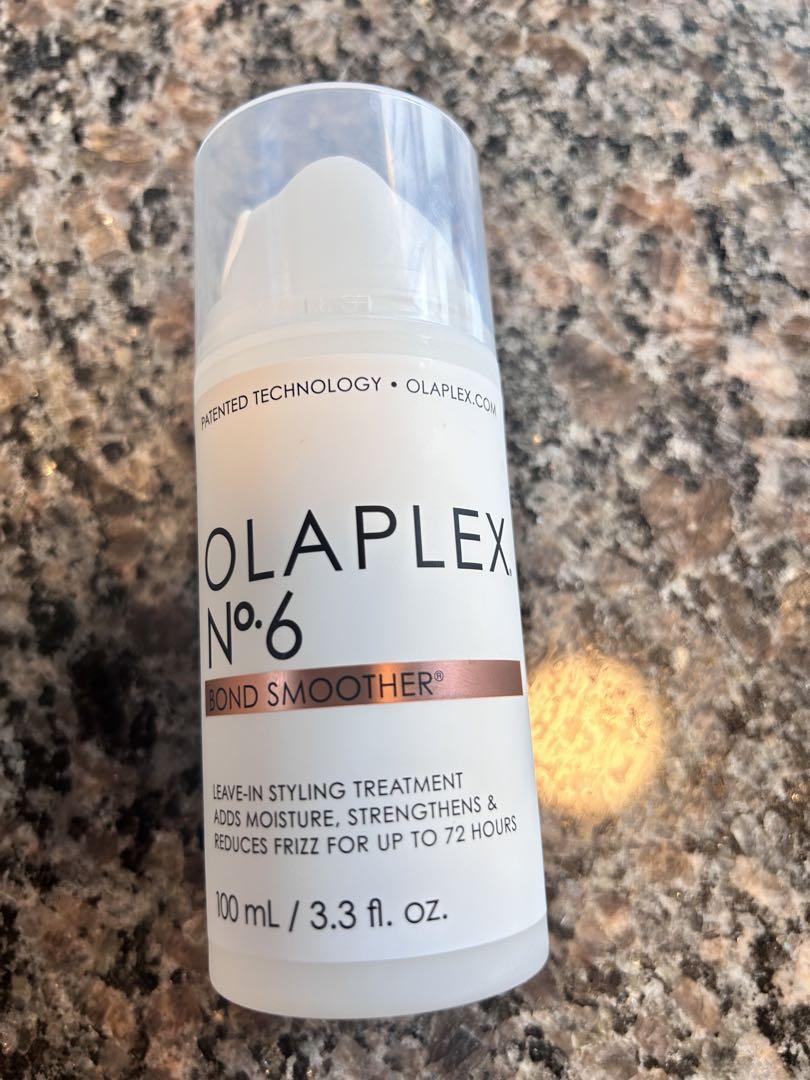 PATENTED TECHNOLOGY • OLAPLEX.COM
OLAPLEX.
Nº.6
BOND SMOOTHER®
LEAVE-IN STYLING TREATMENT
ADDS MOISTURE, STRENGTHENS &
REDUCES FRIZZ FOR UP TO 72 HOURS
100 mL / 3.3 fl. oz.